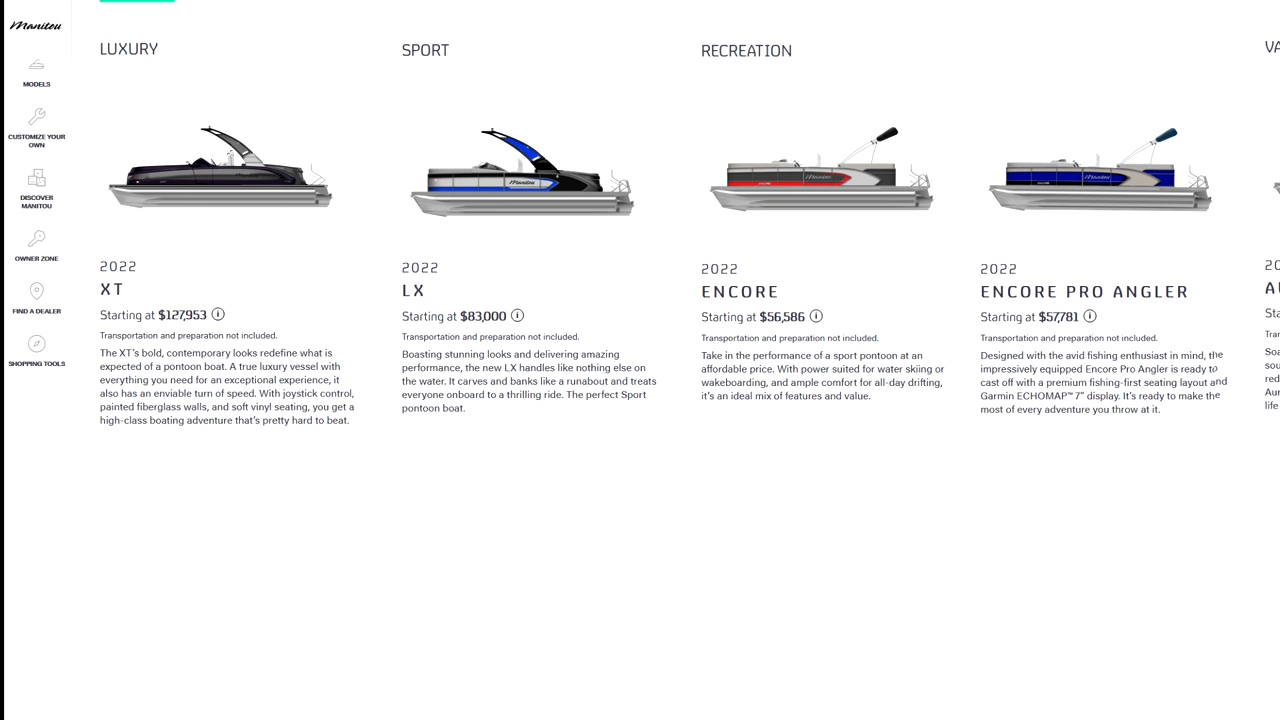 Manitou
MODELS
CUSTOMIZE YOUR
OWN
DISCOVER
MANITOU
OWNER ZONE
FIND A DEALER
SHOPPING TOOLS
LUXURY
2022
XT
Starting at $127,953
Transportation and preparation not included.
The XT's bold, contemporary looks redefine what is
expected of a pontoon boat. A true luxury vessel with
everything you need for an exceptional experience, it
also has an enviable turn of speed. With joystick control,
painted fiberglass walls, and soft vinyl seating, you get a
high-class boating adventure that's pretty hard to beat.
SPORT
Manitou
2022
LX
Starting at $83,000
Transportation and preparation not included.
Boasting stunning looks and delivering amazing
performance, the new LX handles like nothing else on
the water. It carves and banks like a runabout and treats
everyone onboard to a thrilling ride. The perfect Sport
pontoon boat.
RECREATION
Manitou
2022
ENCORE
Starting at $56,586
Transportation and preparation not included.
Take in the performance of a sport pontoon at an
affordable price. With power suited for water skiing or
wakeboarding, and ample comfort for all-day drifting,
it's an ideal mix of features and value.
Manitou
2022
ENCORE PRO ANGLER
Starting at $57,781
Transportation and preparation not included.
Designed with the avid fishing enthusiast in mind, the
impressively equipped Encore Pro Angler is ready to
cast off with a premium fishing-first seating layout and
Garmin ECHOMAP™ 7" display. It's ready to make the
most of every adventure you throw at it.
life